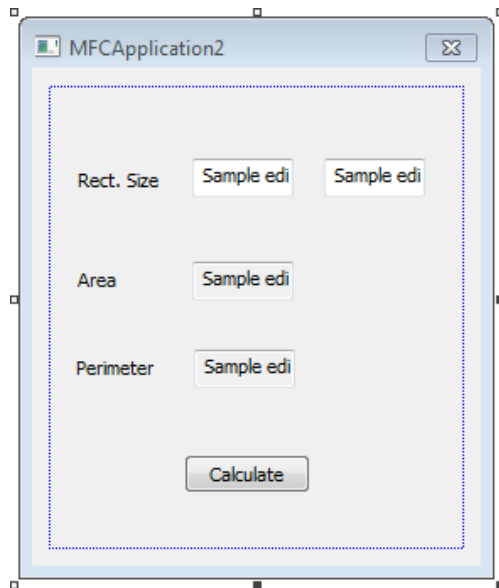 MFCApplication2
Rect. Size Sample edi Sample edi
Area Sample edi
Perimeter Sample edi
Calculate